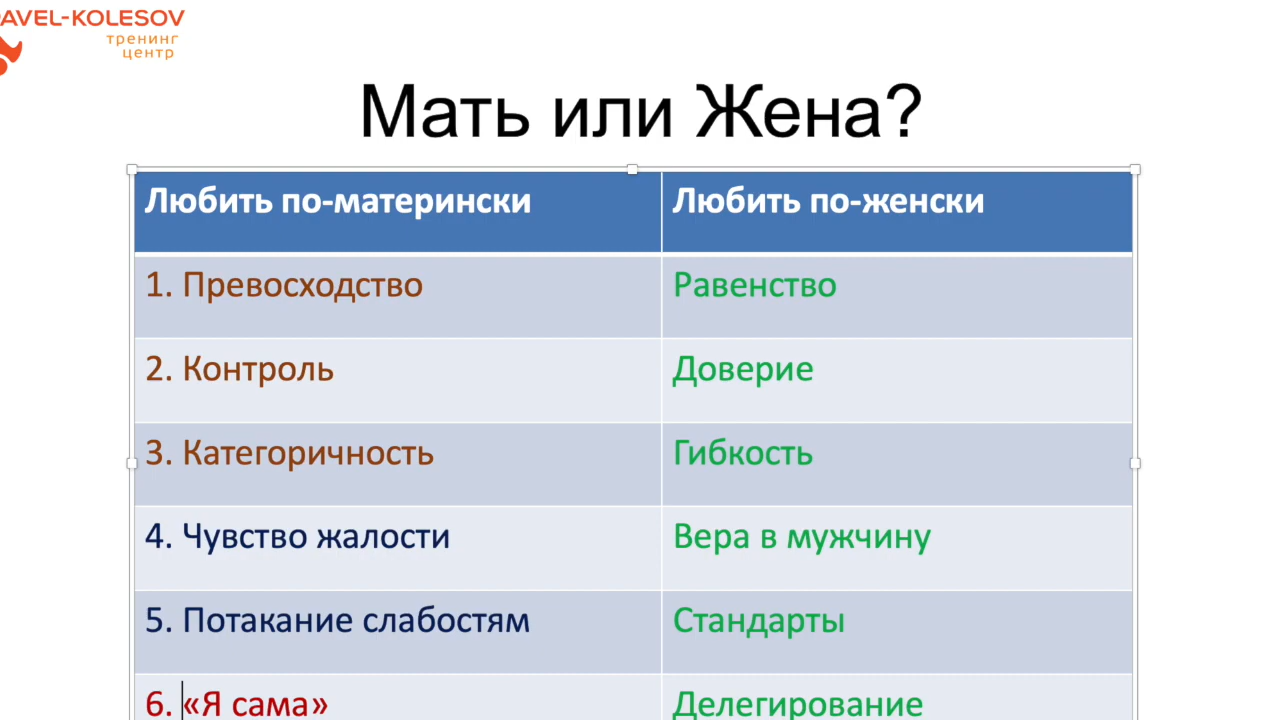 PAVEL-KOLESOV
тренинг
центр
Мать или Жена?
Любить по-матерински Любить по-женски
1. Превосходство Равенство
2. Контроль Доверие
3. Категоричность Гибкость
4. Чувство жалости Вера в мужчину
5. Потакание слабостям Стандарты
6. «Я сама» Делегирование